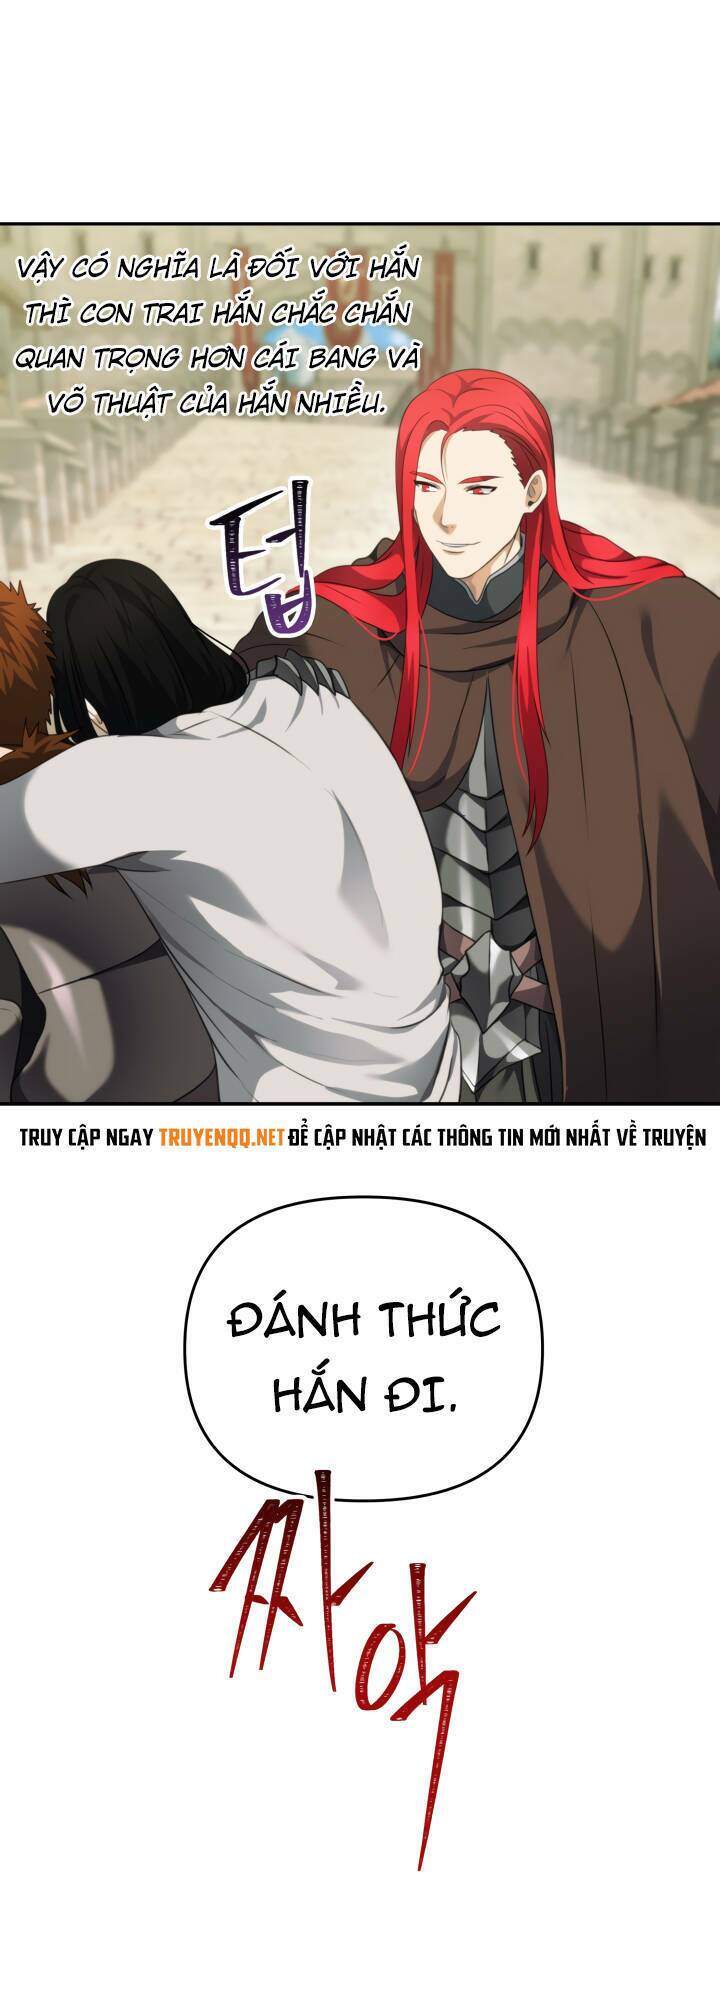 VẬY CÓ NGHĨA LÀ ĐỐI VỚI HẮN
THÌ CON TRAI HẮN CHẮC CHẮN
QUAN TRỌNG HƠN CÁI BANG VÀ
VÕ THUẬT CỦA HẮN NHIỀU.
텁
TRUY CẬP NGAY TRUYENQQ.NET ĐỂ CẬP NHẬT CÁC THÔNG TIN MỚI NHẤT VỀ TRUYỆN
ĐÁNH THỨC
HẮN ĐI.